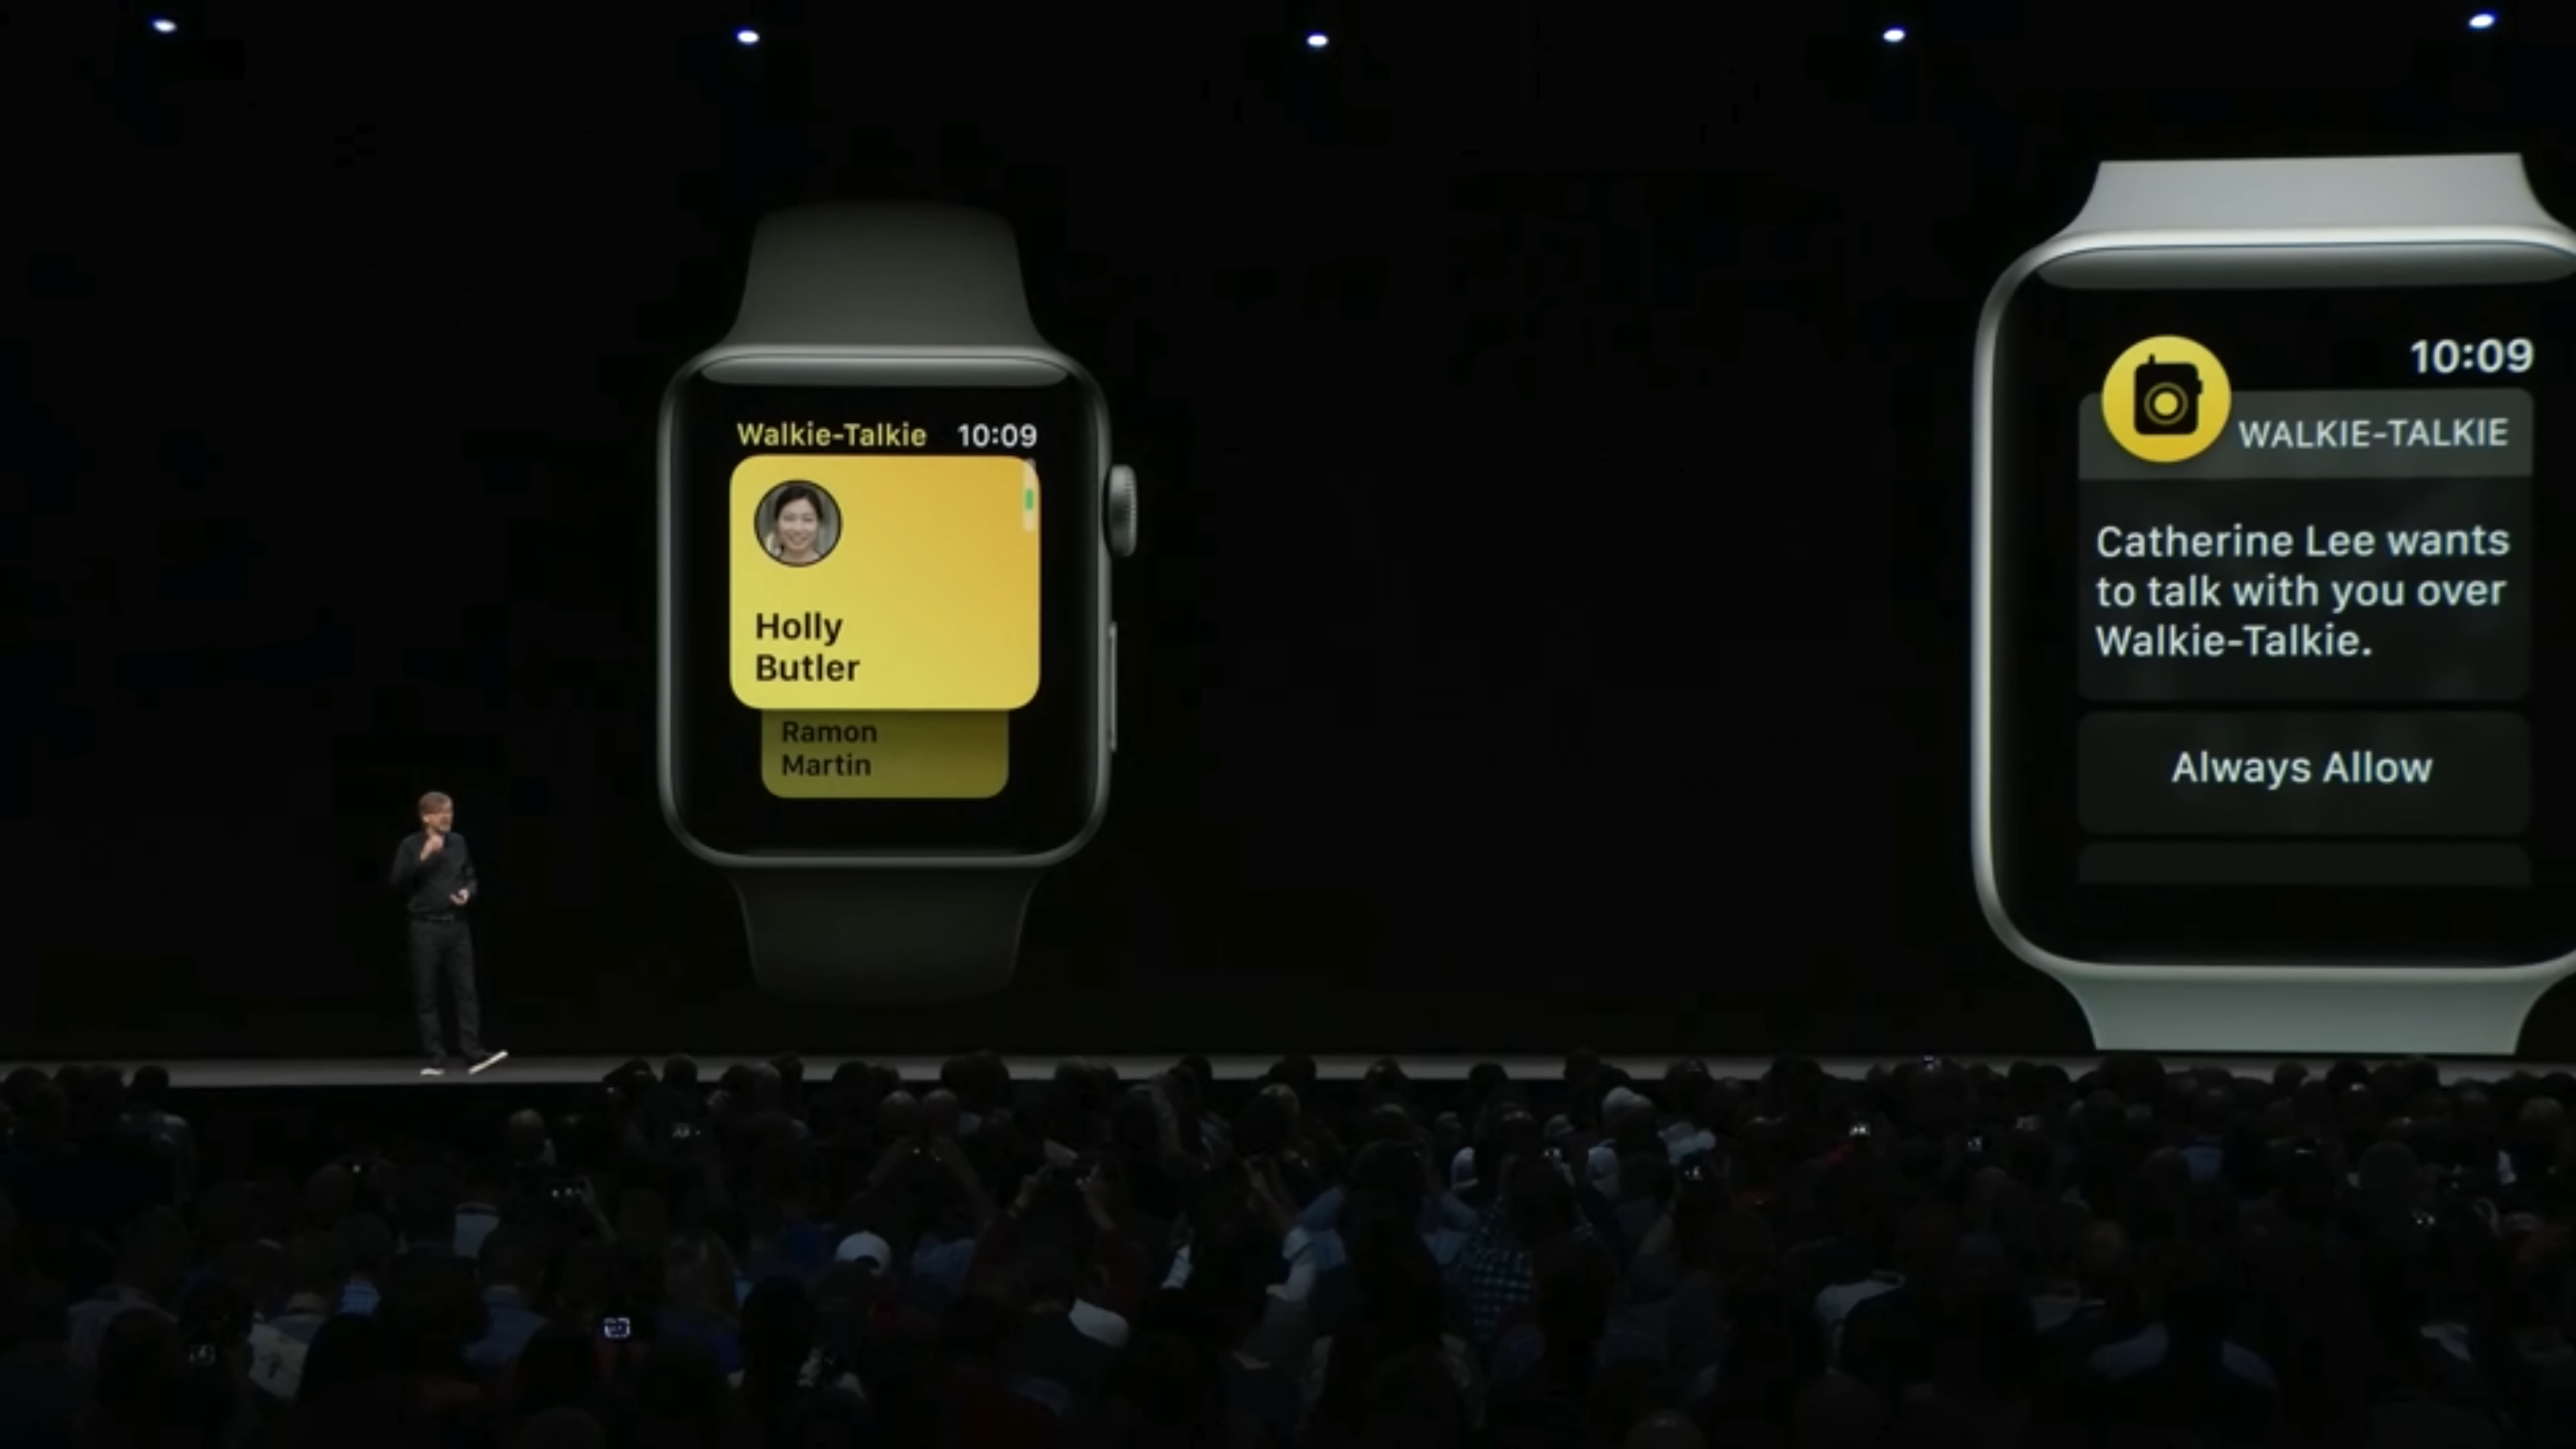 Walkie-Talkie 10:09
Holly
Butler
Ramon
Martin
10:09
WALKIE-TALKIE
Catherine Lee wants
to talk with you over
Walkie-Talkie.
Always Allow